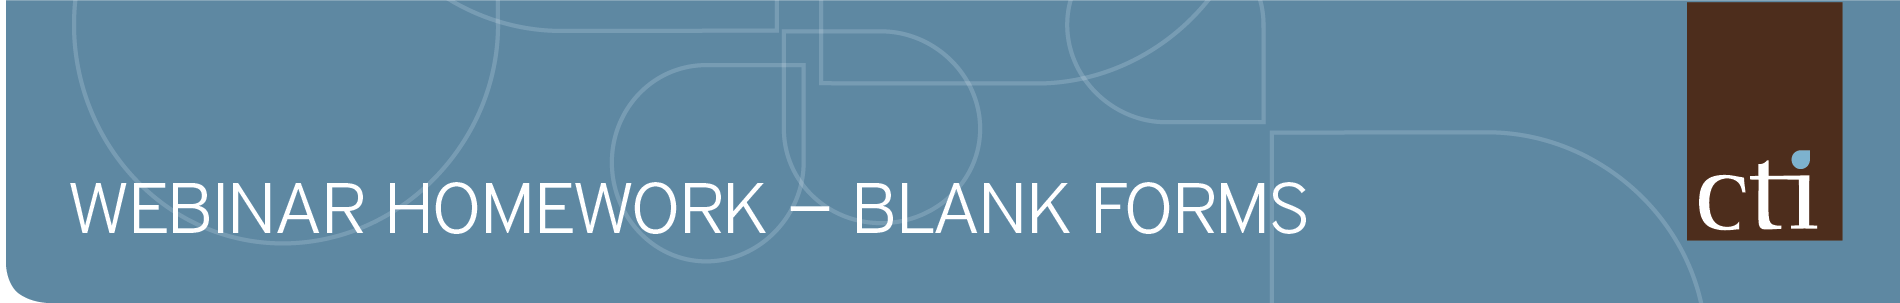 WEBINAR HOMEWORK – BLANK FORMS
cti